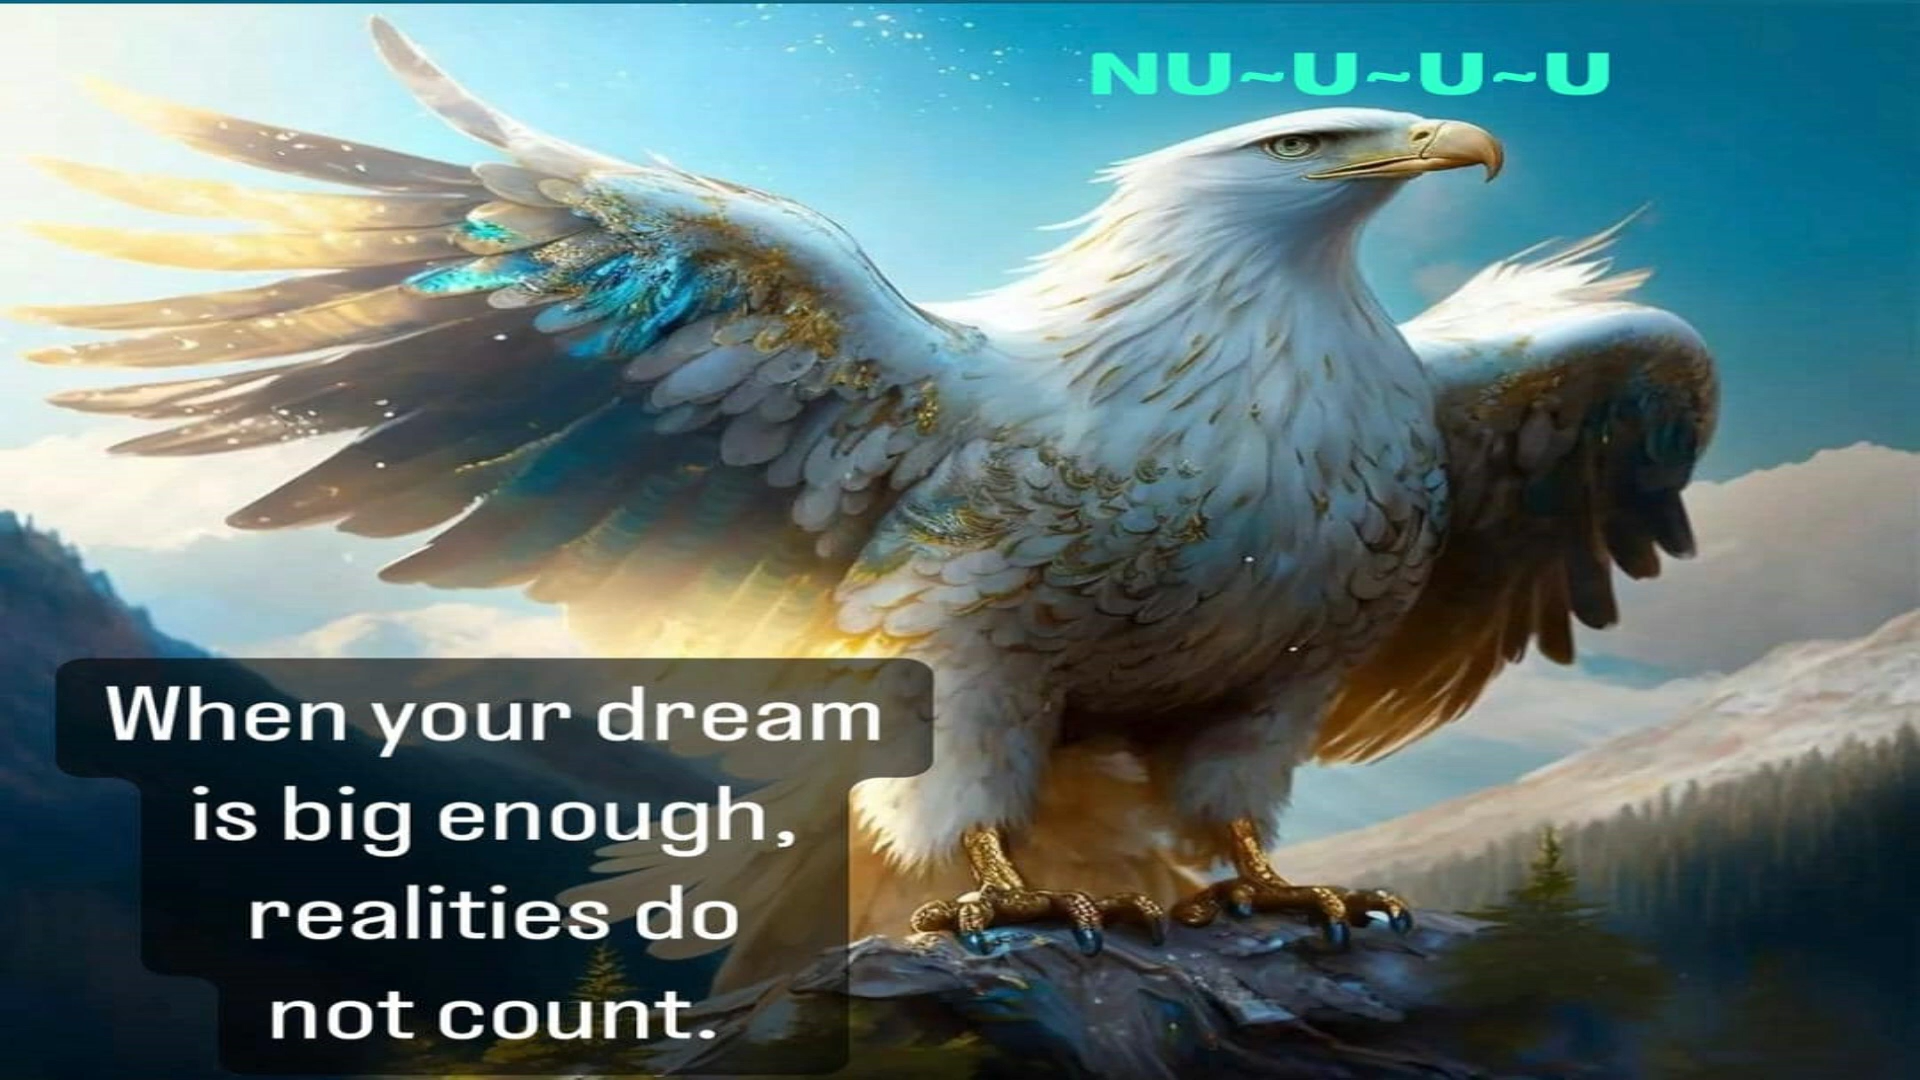 NU~U~U~U
When your dream
is big enough,
realities do
not count.